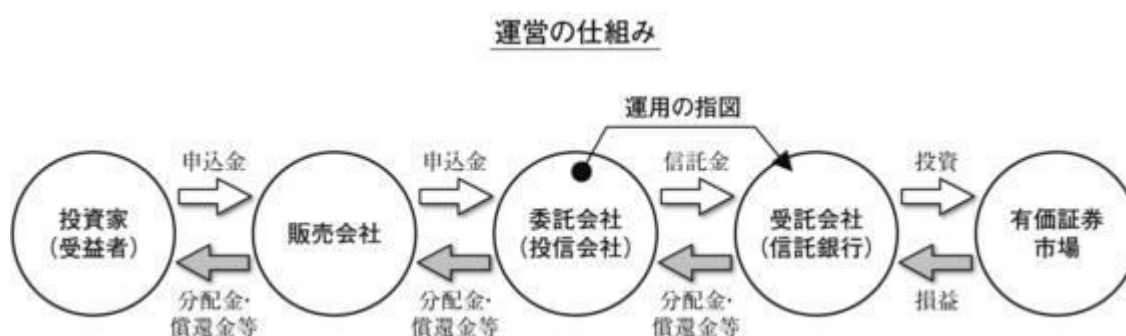 運営の仕組み
運用の指図
申込金
申込金
信託金
投資
投資家
(受益者)
販売会社
委託会社
(投信会社)
受託会社
(信託銀行)
有価証券
市場
分配金・
償還金等
分配金・
償還金等
分配金・
償還金等
損益